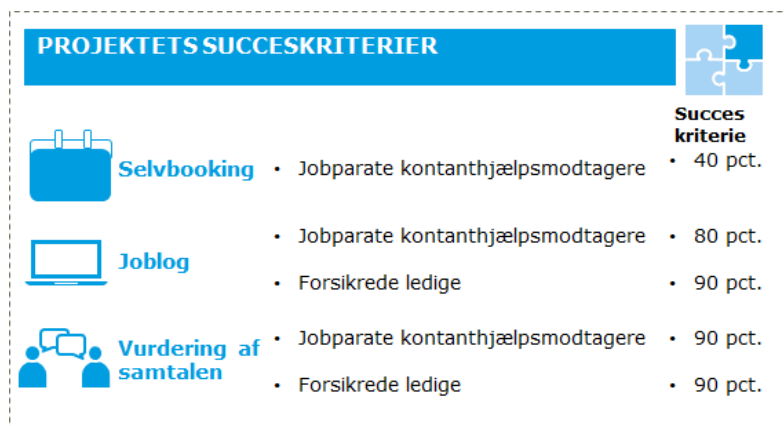 PROJEKTETS SUCCESKRITERIER
Succes
kriterie
Selvbooking • Jobparate kontanthjælpsmodtagere • 40 pct.
Joblog
• Jobparate kontanthjælpsmodtagere • 80 pct.
• Forsikrede ledige • 90 pct.
Vurdering af
samtalen
• Jobparate kontanthjælpsmodtagere • 90 pct.
• Forsikrede ledige • 90 pct.